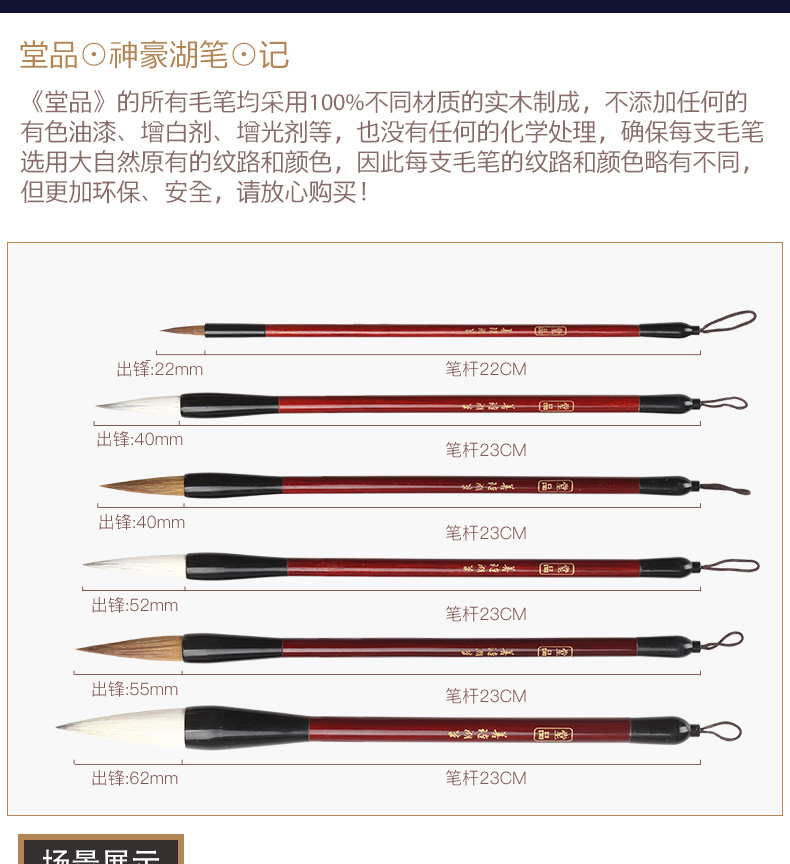 堂品⊙神豪湖笔⊙记
《堂品》的所有毛笔均采用100%不同材质的实木制成，不添加任何的
有色油漆、增白剂、增光剂等，也没有任何的化学处理，确保每支毛笔
选用大自然原有的纹路和颜色，因此每支毛笔的纹路和颜色略有不同，
但更加环保、安全，请放心购买！
出锋:22mm
笔杆22CM
出锋:40mm
笔杆23CM
出锋:40mm
笔杆23CM
出锋:52mm
笔杆23CM
出锋:55mm
笔杆23CM
出锋:62mm
笔杆23CM
场景展示